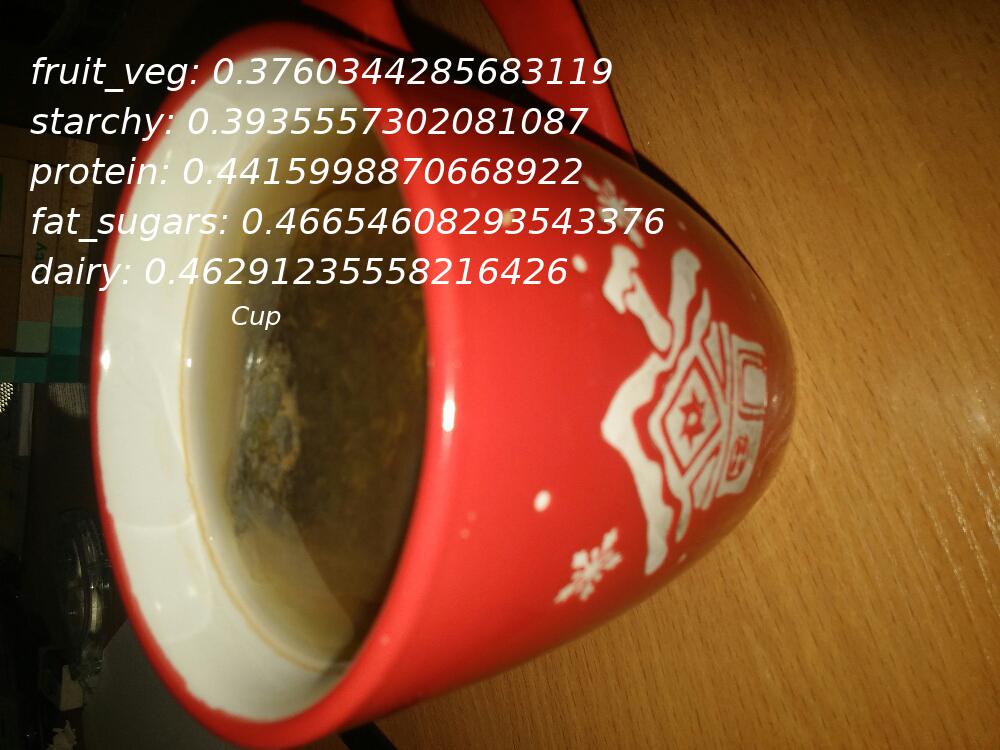 fruit_veg: 0.3760344285683119
starchy: 0.3935557302081087
protein: 0.4415998870668922
fat_sugars: 0.46654608293543376
dairy: 0.46291235558216426
Cup